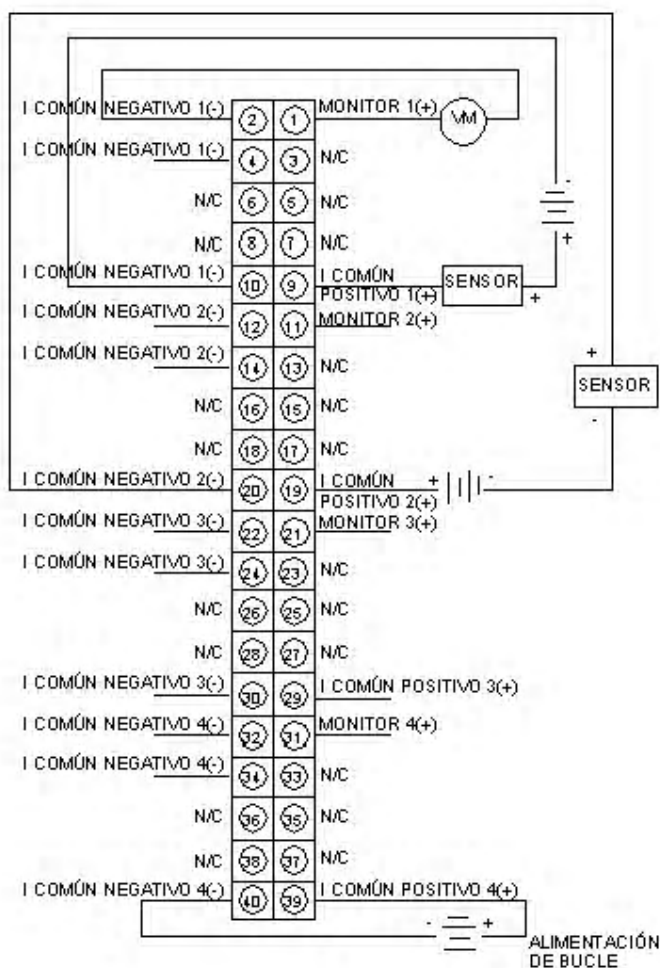 I COMÚN NEGATIVO 1(-) 2 1 MONITOR 1(+) VM
I COMÚN NEGATIVO 1(-) 4 3 N/C
N/C 6 5 N/C
-
N/C 8 7 N/C
+
I COMÚN NEGATIVO 1(-) 10 9 I COMÚN
POSITIVO 1(+) SENSOR +
I COMÚN NEGATIVO 2(-) 12 11 MONITOR 2(+)
I COMÚN NEGATIVO 2(-) 14 13 N/C
+
SENSOR
-
N/C 16 15 N/C
N/C 18 17 N/C
I COMÚN NEGATIVO 2(-) 20 19 I COMÚN
POSITIVO 2(+) + -
I COMÚN NEGATIVO 3(-) 22 21 MONITOR 3(+)
I COMÚN NEGATIVO 3(-) 24 23 N/C
N/C 26 25 N/C
N/C 28 27 N/C
I COMÚN NEGATIVO 3(-) 30 29 I COMÚN POSITIVO 3(+)
I COMÚN NEGATIVO 4(-) 32 31 MONITOR 4(+)
I COMÚN NEGATIVO 4(-) 34 33 N/C
N/C 36 35 N/C
N/C 38 37 N/C
I COMÚN NEGATIVO 4(-) 40 39 I COMÚN POSITIVO 4(+)
- +
ALIMENTACIÓN
DE BUCLE